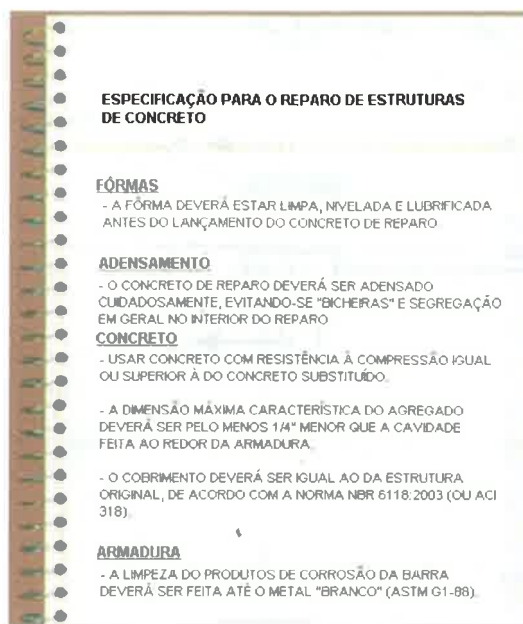 ESPECIFICAÇÃO PARA O REPARO DE ESTRUTURAS
DE CONCRETO
FÓRMAS
- A FÔRMA DEVERÁ ESTAR LIMPA, NIVELADA E LUBRIFICADA
ANTES DO LANÇAMENTO DO CONCRETO DE REPARO
ADENSAMENTO
- O CONCRETO DE REPARO DEVERÁ SER ADENSADO
CUIDADOSAMENTE, EVITANDO-SE "BICHEIRAS" E SEGREGAÇÃO
EM GERAL NO INTERIOR DO REPARO
CONCRETO
- USAR CONCRETO COM RESISTÊNCIA À COMPRESSÃO IGUAL
OU SUPERIOR À DO CONCRETO SUBSTITUÍDO.
- A DIMENSÃO MÁXIMA CARACTERÍSTICA DO AGREGADO
DEVERÁ SER PELO MENOS 1/4" MENOR QUE A CAVIDADE
FEITA AO REDOR DA ARMADURA.
- O COBRIMENTO DEVERÁ SER IGUAL AO DA ESTRUTURA
ORIGINAL, DE ACORDO COM A NORMA NBR 6118:2003 (OU ACI
318).
ARMADURA
- A LIMPEZA DO PRODUTOS DE CORROSÃO DA BARRA
DEVERÁ SER FEITA ATÉ O METAL "BRANCO" (ASTM G1-88).